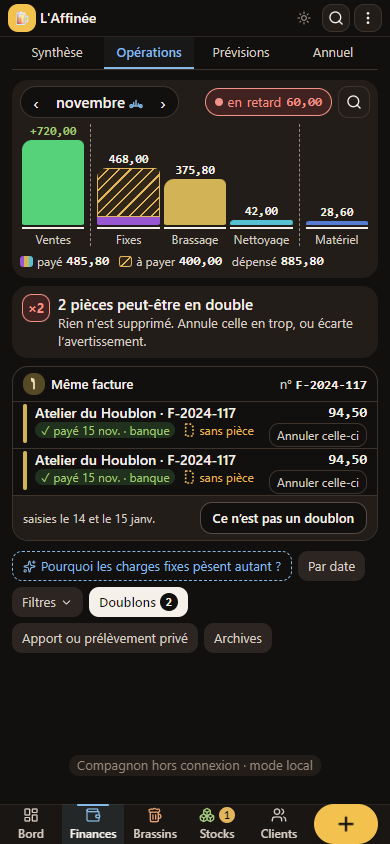 L'Affinée
Synthèse Opérations Prévisions Annuel
‹ novembre › en retard 60,00
+720,00 468,00 375,80 42,00 28,60
Ventes Fixes Brassage Nettoyage Matériel
payé 485,80 à payer 400,00 dépensé 885,80
×2 2 pièces peut-être en double
Rien n'est supprimé. Annule celle en trop, ou écarte
l'avertissement.
Même facture n° F-2024-117
Atelier du Houblon · F-2024-117 94,50
✓ payé 15 nov. · banque sans pièce Annuler celle-ci
Atelier du Houblon · F-2024-117 94,50
✓ payé 15 nov. · banque sans pièce Annuler celle-ci
saisies le 14 et le 15 janv. Ce n'est pas un doublon
Pourquoi les charges fixes pèsent autant ? Par date
Filtres Doublons 2
Apport ou prélèvement privé Archives
Compagnon hors connexion · mode local
1
Bord Finances Brassins Stocks Clients +